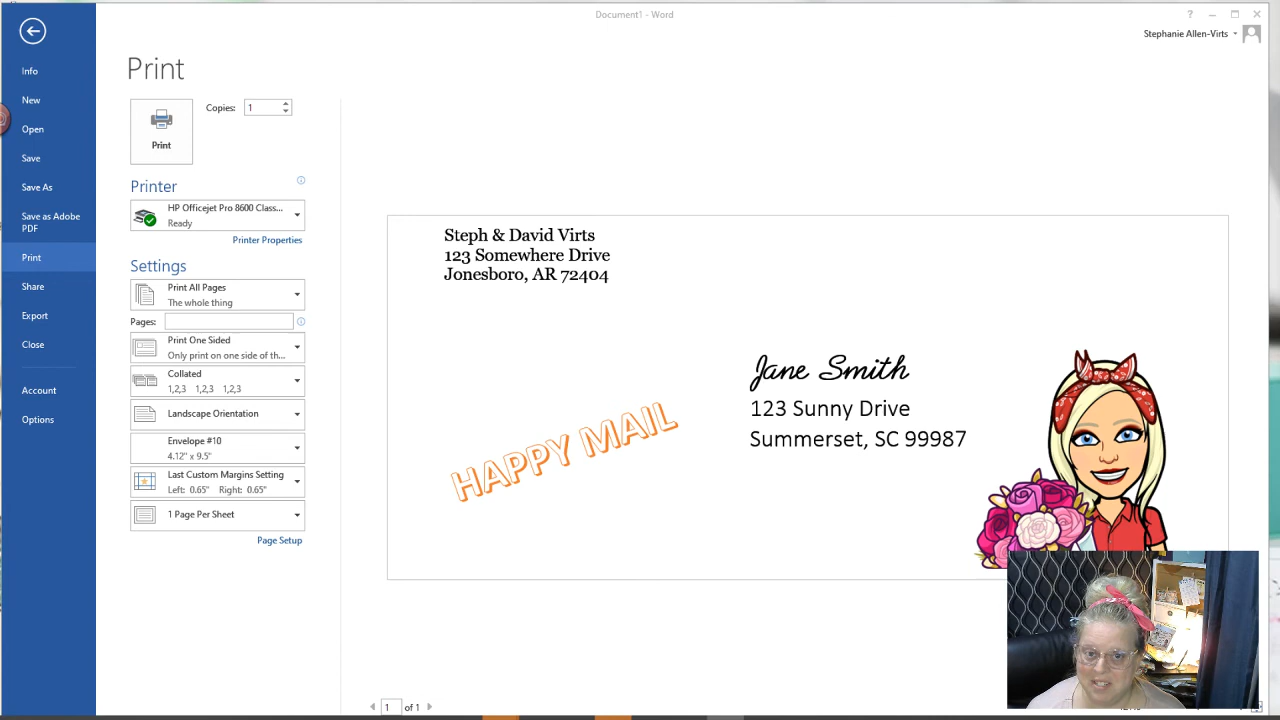 Document1 - Word
?
Stephanie Allen-Virts
Info
New
Open
Save
Save As
Save as Adobe
PDF
Print
Share
Export
Close
Account
Options
Print
Copies: 1
Print
Printer
HP Officejet Pro 8600 Class...
Ready
Printer Properties
Settings
Print All Pages
The whole thing
Pages:
Print One Sided
Only print on one side of th...
Collated
1,2,3 1,2,3 1,2,3
Landscape Orientation
Envelope #10
4.12" x 9.5"
Last Custom Margins Setting
Left: 0.65" Right: 0.65"
1 Page Per Sheet
Page Setup
Steph & David Virts
123 Somewhere Drive
Jonesboro, AR 72404
Jane Smith
123 Sunny Drive
Summerset, SC 99987
HAPPY MAIL
1 of 1